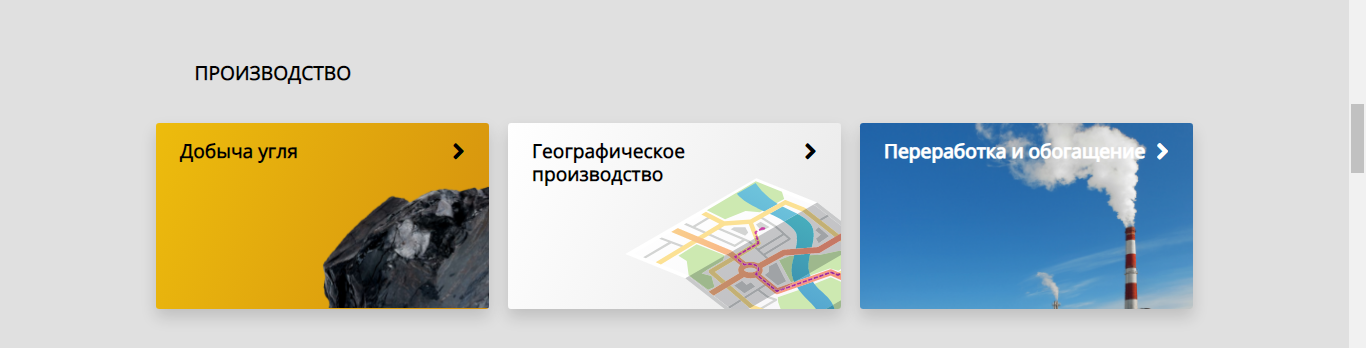 ПРОИЗВОДСТВО
Добыча угля
Географическое
производство
Переработка и обогащение